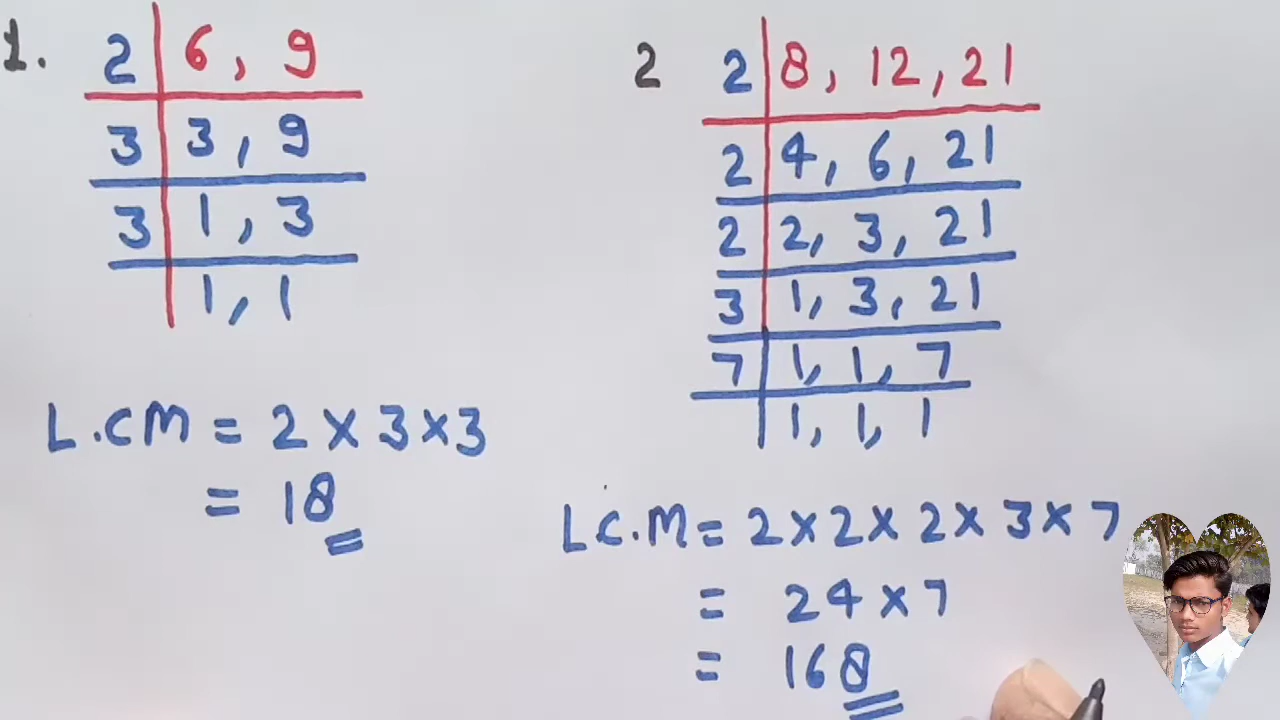 1. 2 | 6, 9
3 | 3, 9
3 | 1, 3
1, 1
L.CM = 2 × 3 × 3
= 18
2 2 | 8, 12, 21
2 | 4, 6, 21
2 | 2, 3, 21
3 | 1, 3, 21
7 | 1, 1, 7
1, 1, 1
L C.M = 2 × 2 × 2 × 3 × 7
= 24 × 7
= 168